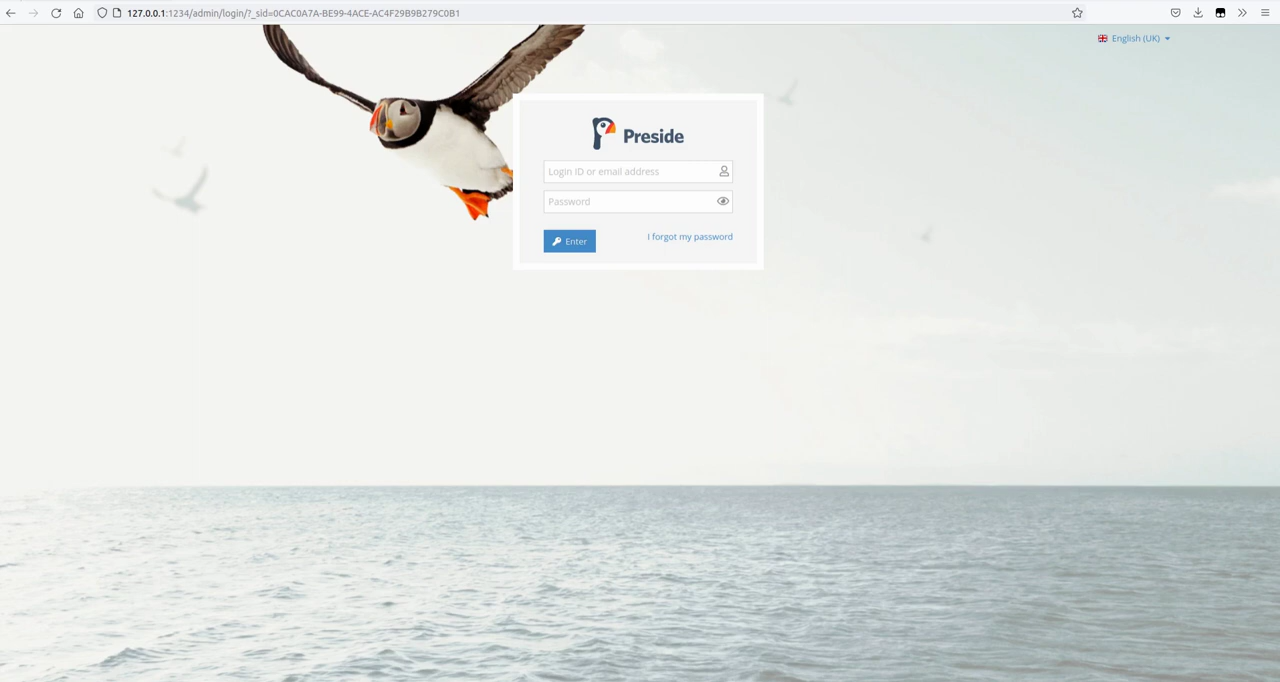 127.0.0.1:1234/admin/login/?_sid=0CAC0A7A-BE99-4ACE-AC4F29B9B279C0B1
English (UK)
Preside
Login ID or email address
Password
Enter
I forgot my password